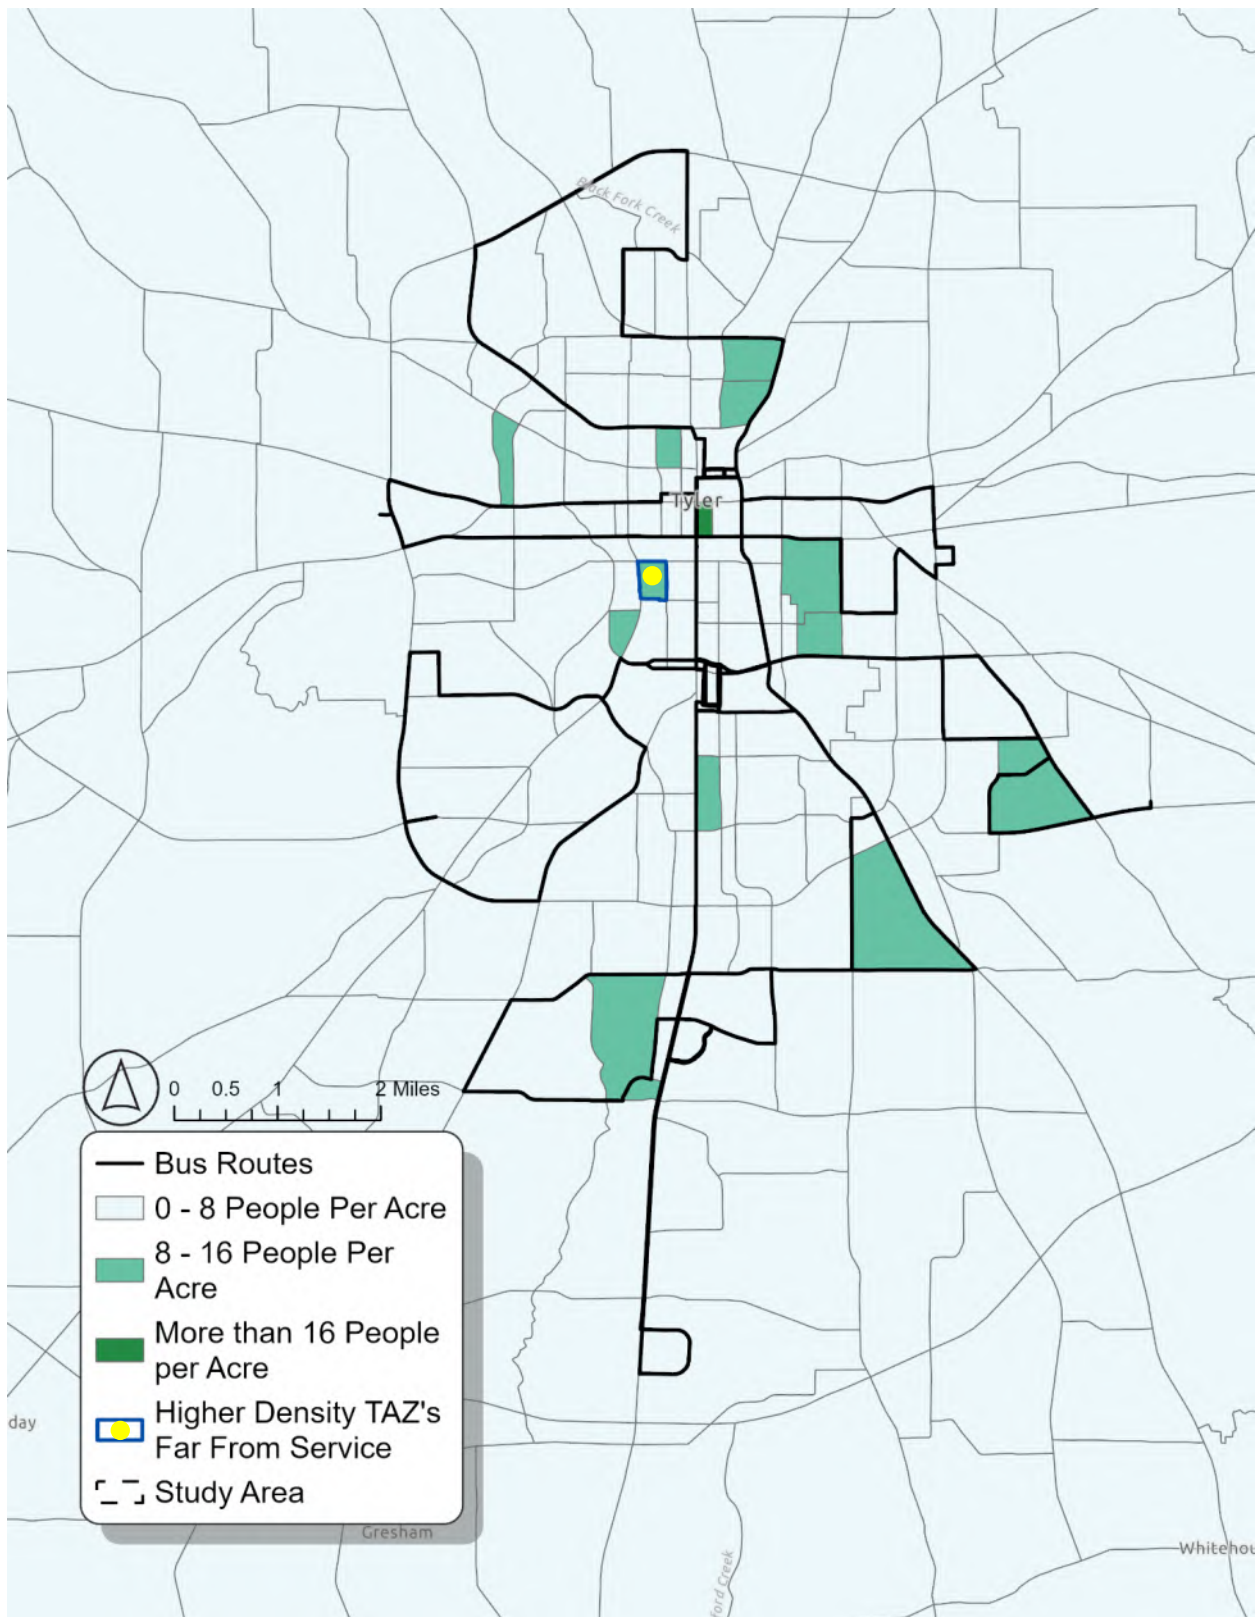 Black Fork Creek
Tyler
0 0.5 1 2 Miles
Bus Routes
0 - 8 People Per Acre
8 - 16 People Per
Acre
More than 16 People
per Acre
Higher Density TAZ's
Far From Service
Study Area
day
Gresham
ford Creek
Whitehou